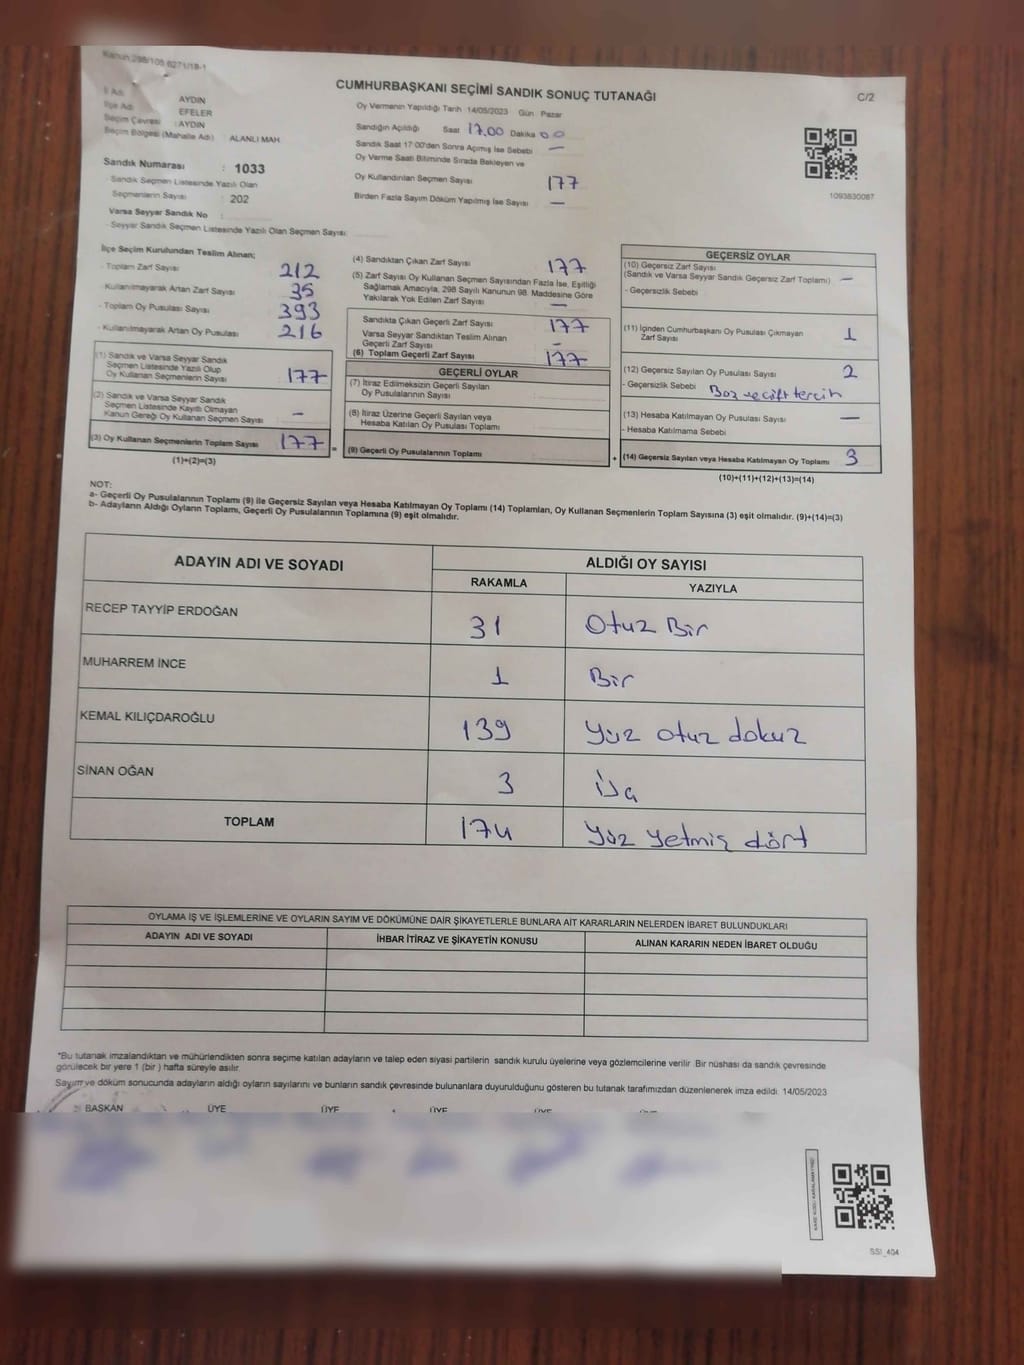 Kanun:298/105 6271/18-1
CUMHURBAŞKANI SEÇİMİ SANDIK SONUÇ TUTANAĞI
C/2
İl Adı : AYDIN
İlçe Adı : EFELER
Seçim Çevresi : AYDIN
Seçim Bölgesi (Mahalle Adı) : ALANLI MAH
Sandık Numarası : 1033
- Sandık Seçmen Listesinde Yazılı Olan
Seçmenlerin Sayısı : 202
Varsa Seyyar Sandık No :
- Seyyar Sandık Seçmen Listesinde Yazılı Olan Seçmen Sayısı:
Oy Vermenin Yapıldığı Tarih 14/05/2023 Gün Pazar
Sandığın Açıldığı Saat 17.00 Dakika 00
Sandık Saat 17:00'den Sonra Açmış İse Sebebi —
Oy Verme Saati Bitiminde Sırada Bekleyen ve
Oy Kullandırılan Seçmen Sayısı 177
Birden Fazla Sayım Döküm Yapılmış İse Sayısı —
1093830087
İlçe Seçim Kurulundan Teslim Alınan;
- Toplam Zarf Sayısı 212
- Kullanılmayarak Artan Zarf Sayısı 35
- Toplam Oy Pusulası Sayısı 393
- Kullanılmayarak Artan Oy Pusulası 216
(1) Sandık ve Varsa Seyyar Sandık
Seçmen Listesinde Yazılı Olup
Oy Kullanan Seçmenlerin Sayısı 177
(2) Sandık ve Varsa Seyyar Sandık
Seçmen Listesinde Kayıtlı Olmayan
Kanun Gereği Oy Kullanan Seçmen Sayısı -
(3) Oy Kullanan Seçmenlerin Toplam Sayısı 177 =
(1)+(2)=(3)
(4) Sandıktan Çıkan Zarf Sayısı 177
(5) Zarf Sayısı Oy Kullanan Seçmen Sayısından Fazla İse, Eşitliği
Sağlamak Amacıyla, 298 Sayılı Kanunun 98. Maddesine Göre
Yakılarak Yok Edilen Zarf Sayısı —
Sandıkta Çıkan Geçerli Zarf Sayısı 177
Varsa Seyyar Sandıktan Teslim Alınan
Geçerli Zarf Sayısı -
(6) Toplam Geçerli Zarf Sayısı 177
GEÇERLİ OYLAR
(7) İtiraz Edilmeksizin Geçerli Sayılan
Oy Pusulalarının Sayısı
(8) İtiraz Üzerine Geçerli Sayılan veya
Hesaba Katılan Oy Pusulası Toplamı
(9) Geçerli Oy Pusulalarının Toplamı +
GEÇERSİZ OYLAR
(10) Geçersiz Zarf Sayısı
(Sandık ve Varsa Seyyar Sandık Geçersiz Zarf Toplamı) —
- Geçersizlik Sebebi
(11) İçinden Cumhurbaşkanı Oy Pusulası Çıkmayan
Zarf Sayısı 1
(12) Geçersiz Sayılan Oy Pusulası Sayısı 2
- Geçersizlik Sebebi Boz ve çift tercih
(13) Hesaba Katılmayan Oy Pusulası Sayısı —
- Hesaba Katılmama Sebebi
(14) Geçersiz Sayılan veya Hesaba Katılmayan Oy Toplamı 3
(10)+(11)+(12)+(13)=(14)
NOT:
a- Geçerli Oy Pusulalarının Toplamı (9) ile Geçersiz Sayılan veya Hesaba Katılmayan Oy Toplamı (14) Toplamları, Oy Kullanan Seçmenlerin Toplam Sayısına (3) eşit olmalıdır. (9)+(14)=(3)
b- Adayların Aldığı Oyların Toplamı, Geçerli Oy Pusulalarının Toplamına (9) eşit olmalıdır.
ADAYIN ADI VE SOYADI ALDIĞI OY SAYISI
RAKAMLA YAZIYLA
RECEP TAYYİP ERDOĞAN 31 Otuz Bir
MUHARREM İNCE 1 Bir
KEMAL KILIÇDAROĞLU 139 Yüz otuz dokuz
SİNAN OĞAN 3
TOPLAM 174 Yüz yetmiş dört
OYLAMA İŞ VE İŞLEMLERİNE VE OYLARIN SAYIM VE DÖKÜMÜNE DAİR ŞİKAYETLERLE BUNLARA AİT KARARLARIN NELERDEN İBARET BULUNDUKLARI
ADAYIN ADI VE SOYADI İHBAR İTİRAZ VE ŞİKAYETİN KONUSU ALINAN KARARIN NEDEN İBARET OLDUĞU
*Bu tutanak imzalandıktan ve mühürlendikten sonra seçime katılan adayların ve talep eden siyasi partilerin sandık kurulu üyelerine veya gözlemcilerine verilir. Bir nüshası da sandık çevresinde
görülecek bir yere 1 (bir) hafta süreyle asılır.
Sayım ve döküm sonucunda adayların aldığı oyların sayılarını ve bunların sandık çevresinde bulunanlara duyurulduğunu gösteren bu tutanak tarafımızdan düzenlenerek imza edildi. 14/05/2023
BAŞKAN ÜYE ÜYE ÜYE ÜYE ÜYE
SSI_404